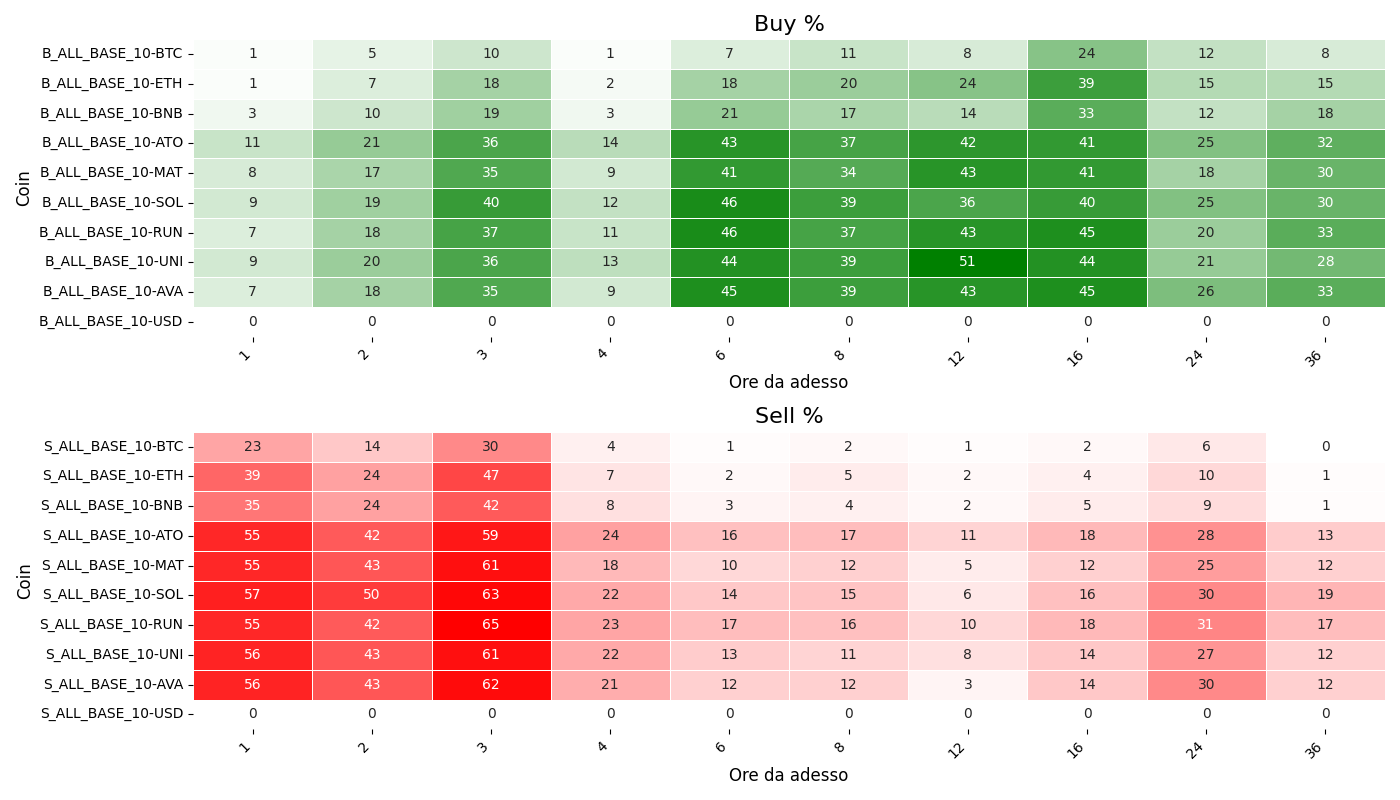 Buy %
B_ALL_BASE_10-BTC 1 5 10 1 7 11 8 24 12 8
B_ALL_BASE_10-ETH 1 7 18 2 18 20 24 39 15 15
B_ALL_BASE_10-BNB 3 10 19 3 21 17 14 33 12 18
B_ALL_BASE_10-ATO 11 21 36 14 43 37 42 41 25 32
B_ALL_BASE_10-MAT 8 17 35 9 41 34 43 41 18 30
B_ALL_BASE_10-SOL 9 19 40 12 46 39 36 40 25 30
B_ALL_BASE_10-RUN 7 18 37 11 46 37 43 45 20 33
B_ALL_BASE_10-UNI 9 20 36 13 44 39 51 44 21 28
B_ALL_BASE_10-AVA 7 18 35 9 45 39 43 45 26 33
B_ALL_BASE_10-USD 0 0 0 0 0 0 0 0 0 0
Coin
1 2 3 4 6 8 12 16 24 36
Ore da adesso
Sell %
S_ALL_BASE_10-BTC 23 14 30 4 1 2 1 2 6 0
S_ALL_BASE_10-ETH 39 24 47 7 2 5 2 4 10 1
S_ALL_BASE_10-BNB 35 24 42 8 3 4 2 5 9 1
S_ALL_BASE_10-ATO 55 42 59 24 16 17 11 18 28 13
S_ALL_BASE_10-MAT 55 43 61 18 10 12 5 12 25 12
S_ALL_BASE_10-SOL 57 50 63 22 14 15 6 16 30 19
S_ALL_BASE_10-RUN 55 42 65 23 17 16 10 18 31 17
S_ALL_BASE_10-UNI 56 43 61 22 13 11 8 14 27 12
S_ALL_BASE_10-AVA 56 43 62 21 12 12 3 14 30 12
S_ALL_BASE_10-USD 0 0 0 0 0 0 0 0 0 0
Coin
1 2 3 4 6 8 12 16 24 36
Ore da adesso